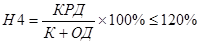 Н4 = КРД / К + ОД × 100% ≤ 120%